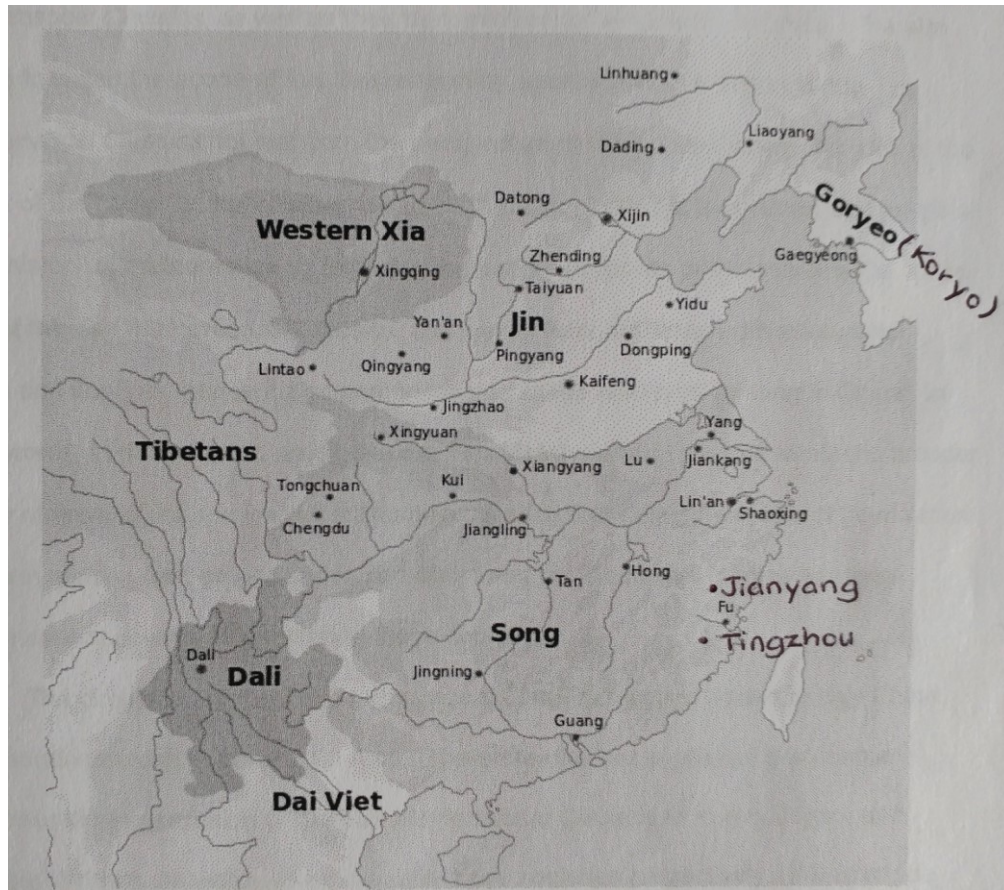 Linhuang
Liaoyang
Dading
Datong
Xijin
Goryeo (Koryo)
Western Xia
Zhending
Gaegyeong
Xingqing
Taiyuan
Yidu
Jin
Yan'an
Pingyang
Dongping
Qingyang
Lintao
Kaifeng
Jingzhao
Yang
Xingyuan
Tibetans
Lu
Jiankang
Xiangyang
Kui
Tongchuan
Lin'an
Shaoxing
Chengdu
Jiangling
Hong
Tan
Jianyang
Fu
Song
Tingzhou
Dali
Dali
Jingning
Guang
Dai Viet